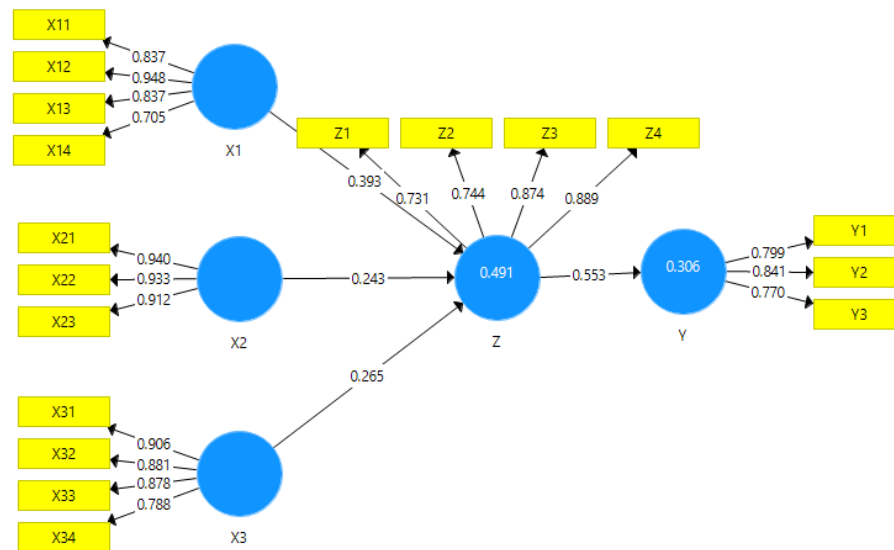 X11
X12
X13
X14
0.837
0.948
0.837
0.705
X1
Z1
Z2
Z3
Z4
0.393
0.731
0.744
0.874
0.889
X21
X22
X23
0.940
0.933
0.912
X2
0.243
0.491
Z
0.553
0.306
Y
0.799
0.841
0.770
Y1
Y2
Y3
0.265
X31
X32
X33
X34
0.906
0.881
0.878
0.788
X3